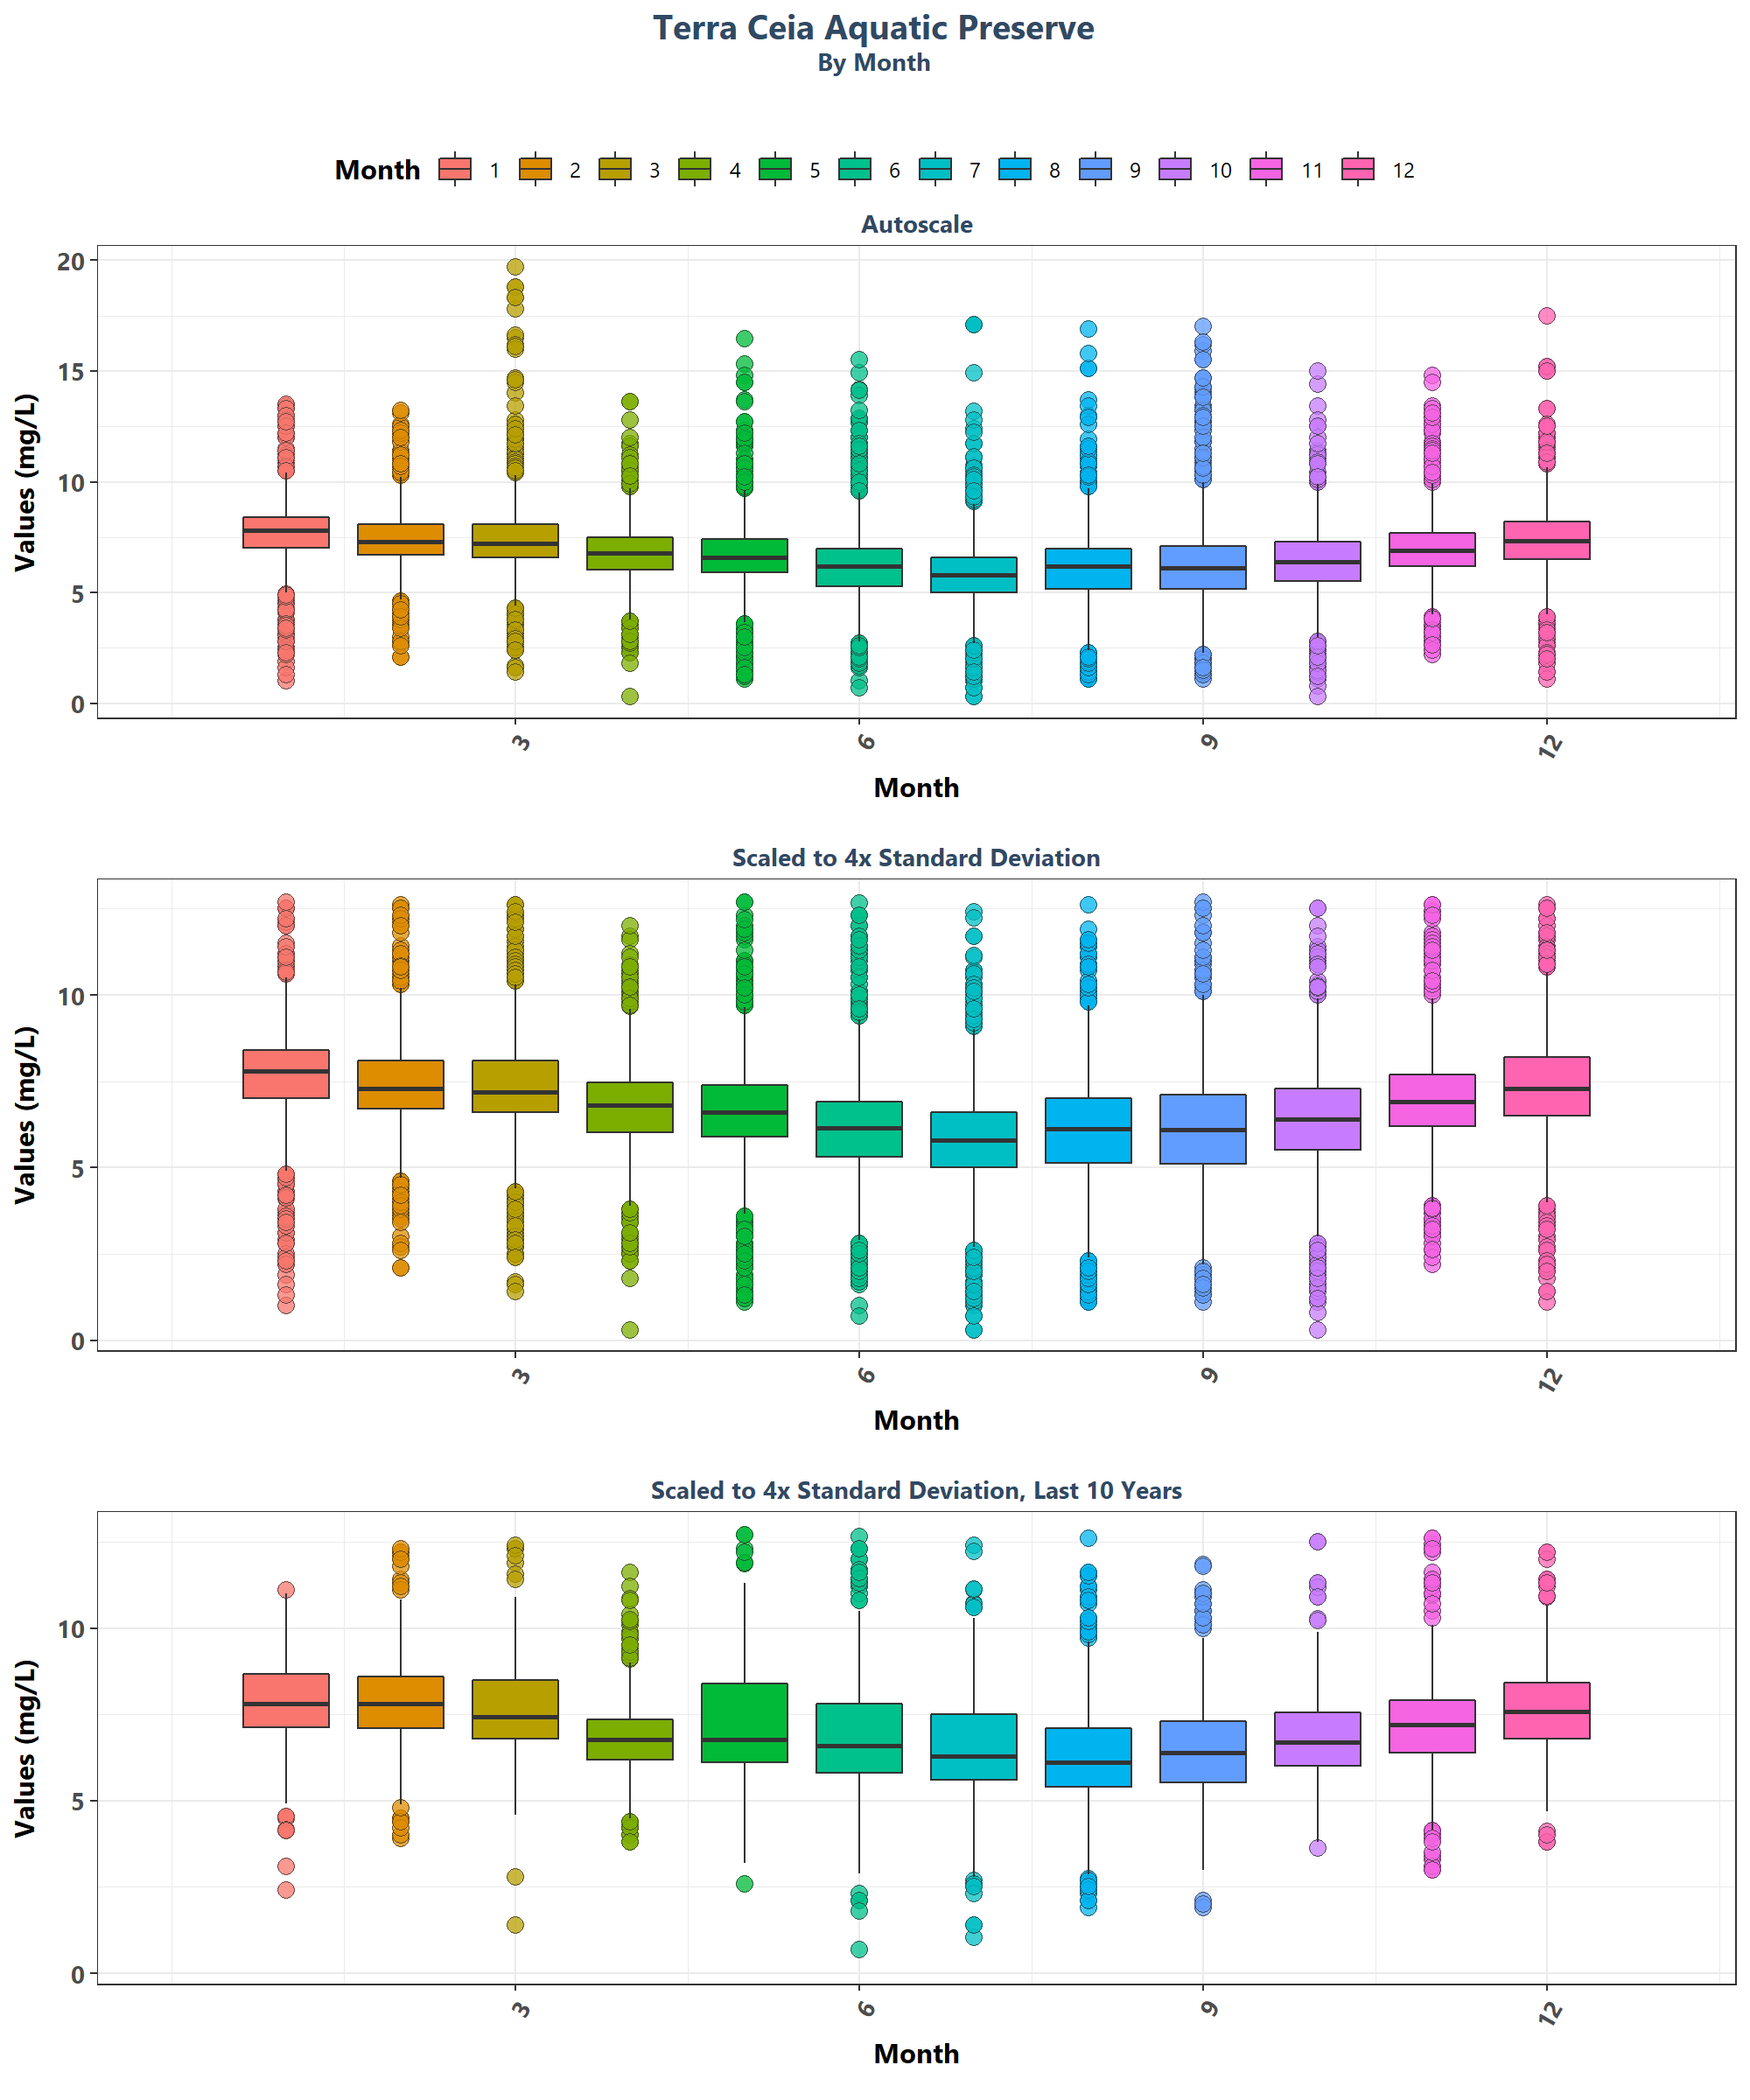 Terra Ceia Aquatic Preserve
By Month
Month 1 2 3 4 5 6 7 8 9 10 11 12
Autoscale
Values (mg/L)
20
15
10
5
0
3 6 9 12
Month
Scaled to 4x Standard Deviation
Values (mg/L)
10
5
0
3 6 9 12
Month
Scaled to 4x Standard Deviation, Last 10 Years
Values (mg/L)
10
5
0
3 6 9 12
Month